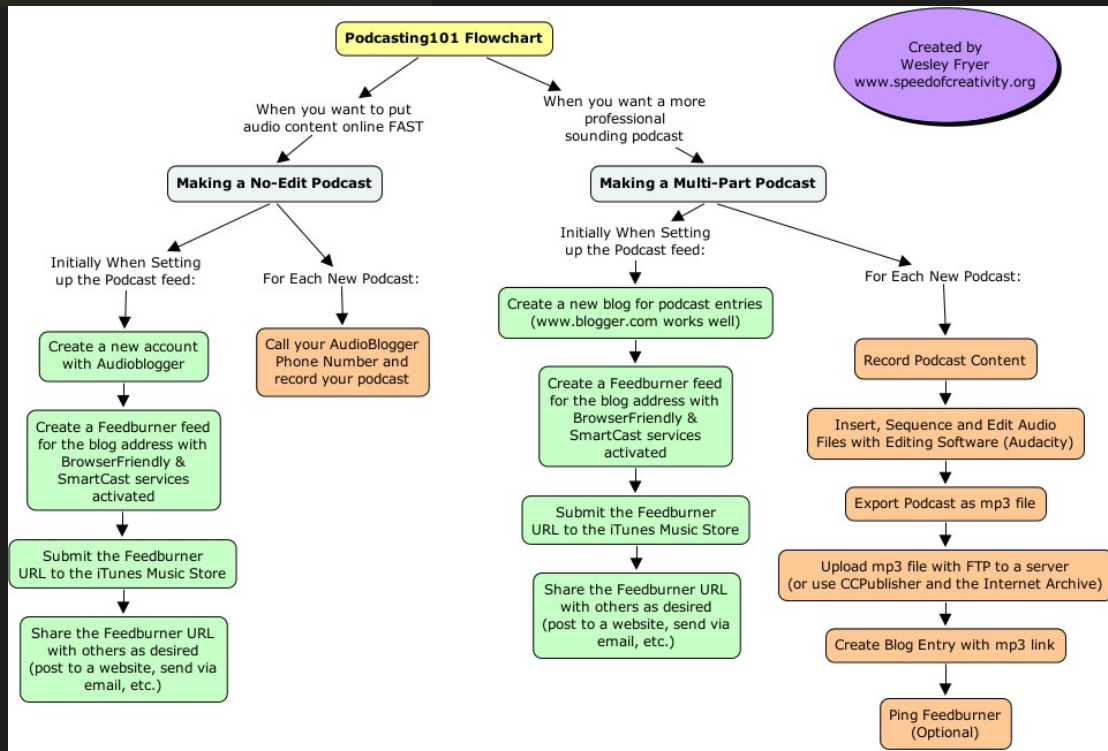 Podcasting101 Flowchart
Created by
Wesley Fryer
www.speedofcreativity.org
When you want to put
audio content online FAST
When you want a more
professional
sounding podcast
Making a No-Edit Podcast
Making a Multi-Part Podcast
Initially When Setting
up the Podcast feed:
For Each New Podcast:
Create a new account
with Audioblogger
Create a Feedburner feed
for the blog address with
BrowserFriendly &
SmartCast services
activated
Submit the Feedburner
URL to the iTunes Music Store
Share the Feedburner URL
with others as desired
(post to a website, send via
email, etc.)
Call your AudioBlogger
Phone Number and
record your podcast
Initially When Setting
up the Podcast feed:
For Each New Podcast:
Create a new blog for podcast entries
(www.blogger.com works well)
Create a Feedburner feed
for the blog address with
BrowserFriendly &
SmartCast services
activated
Submit the Feedburner
URL to the iTunes Music Store
Share the Feedburner URL
with others as desired
(post to a website, send via
email, etc.)
Record Podcast Content
Insert, Sequence and Edit Audio
Files with Editing Software (Audacity)
Export Podcast as mp3 file
Upload mp3 file with FTP to a server
(or use CCPublisher and the Internet Archive)
Create Blog Entry with mp3 link
Ping Feedburner
(Optional)